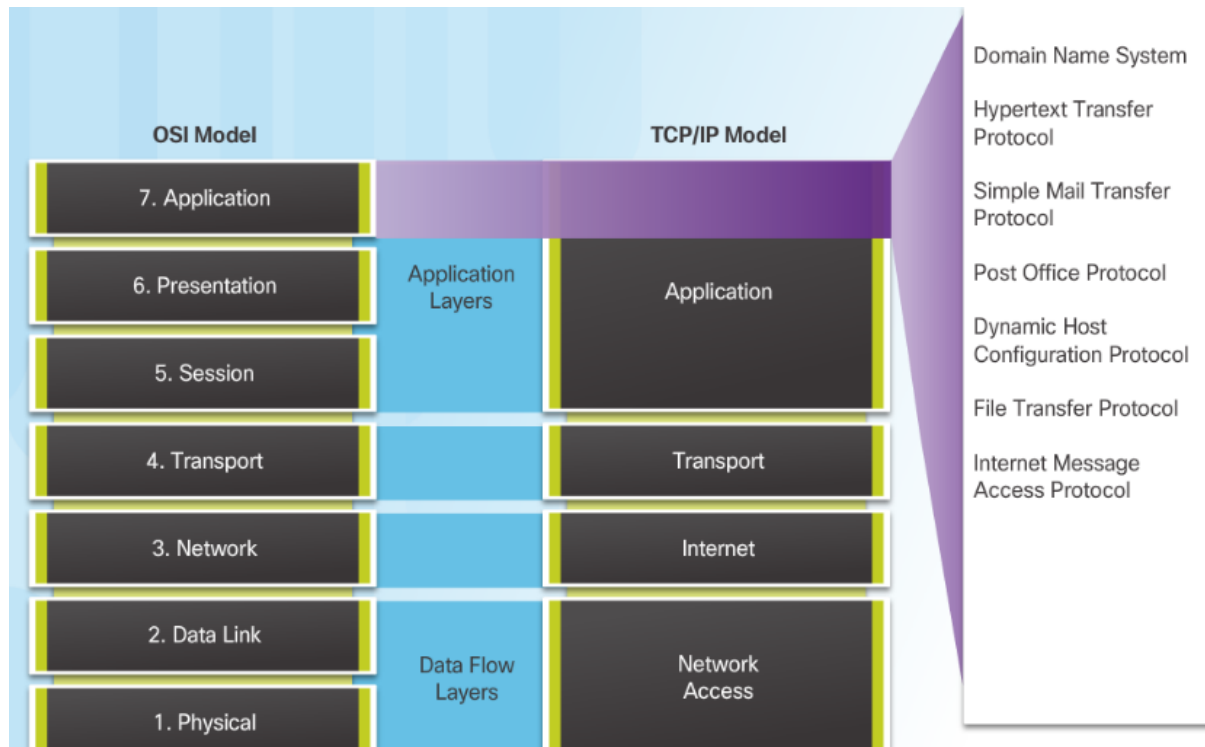 OSI Model
TCP/IP Model
7. Application
6. Presentation
5. Session
4. Transport
3. Network
2. Data Link
1. Physical
Application
Layers
Data Flow
Layers
Application
Transport
Internet
Network
Access
Domain Name System
Hypertext Transfer
Protocol
Simple Mail Transfer
Protocol
Post Office Protocol
Dynamic Host
Configuration Protocol
File Transfer Protocol
Internet Message
Access Protocol